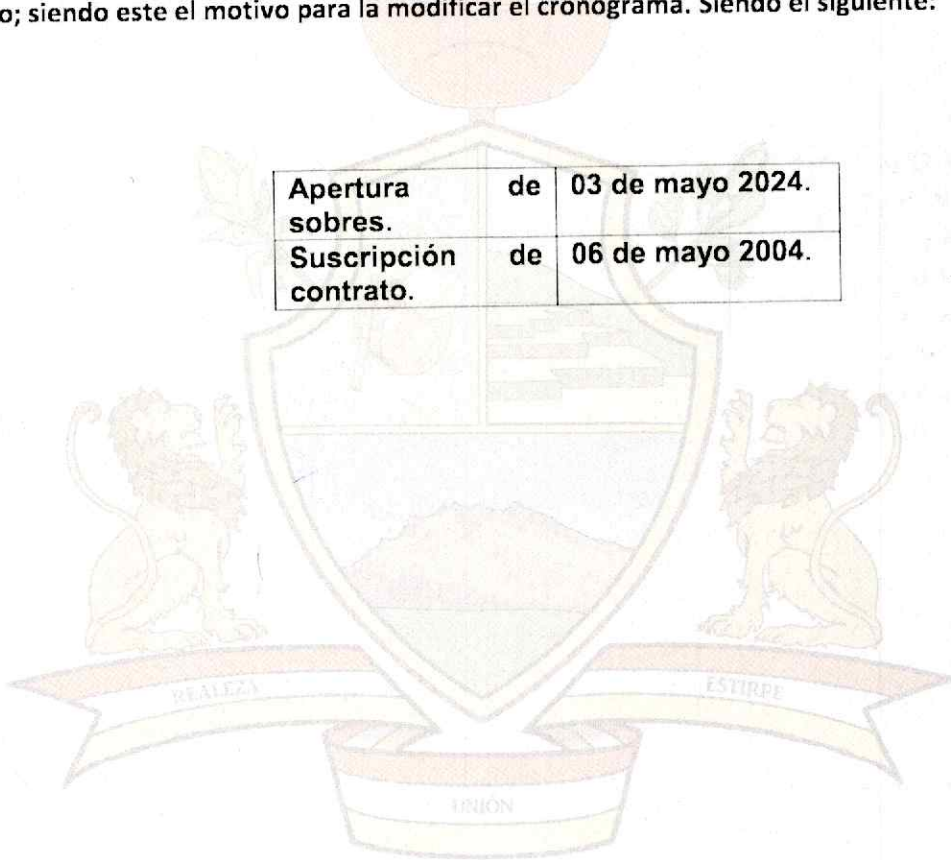 o; siendo este el motivo para la modificar el cronograma. Siendo el siguiente:
Apertura de 03 de mayo 2024.
sobres.
Suscripción de 06 de mayo 2004.
contrato.
REALEZA ESTIRPE
UNIÓN